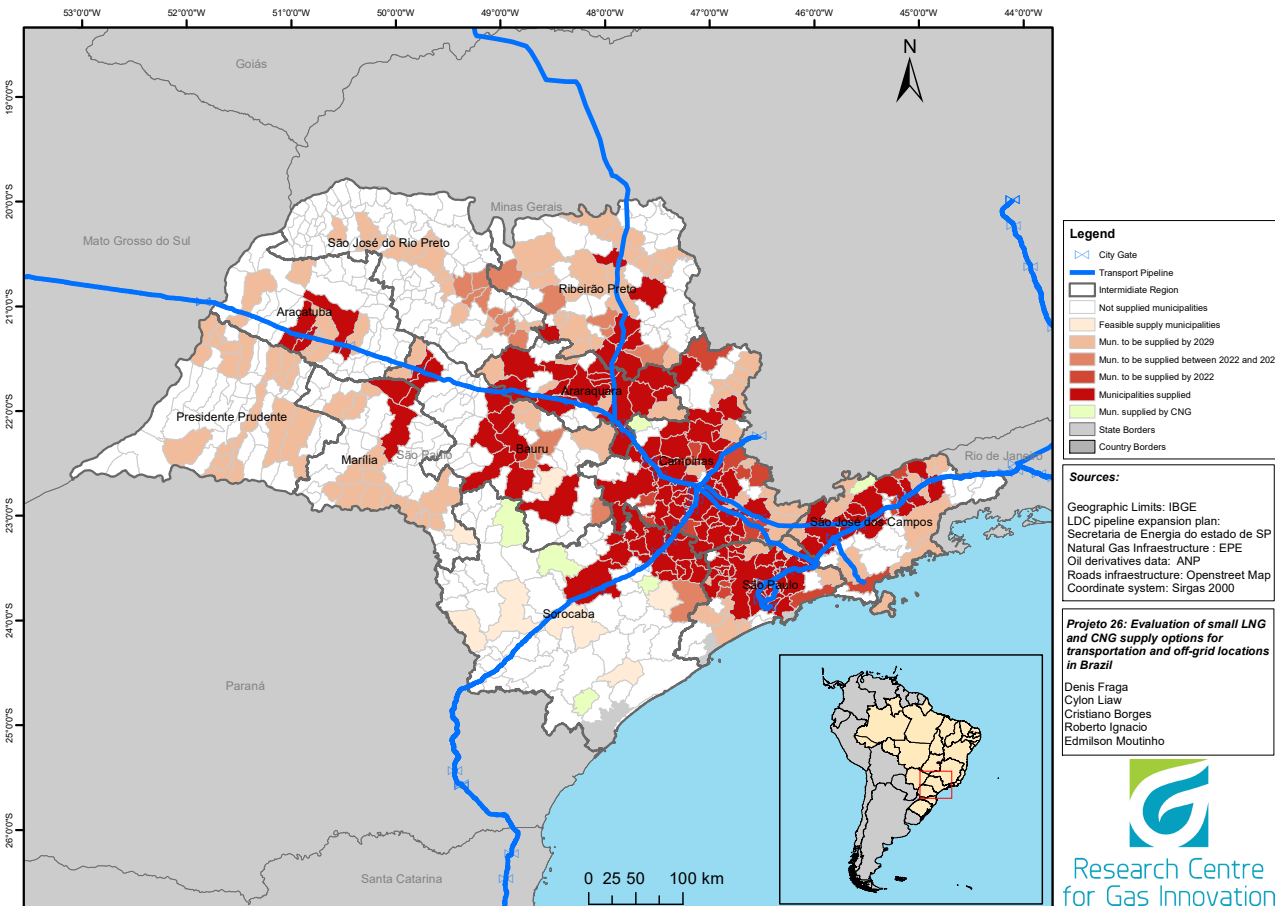 53°0'0"W 52°0'0"W 51°0'0"W 50°0'0"W 49°0'0"W 48°0'0"W 47°0'0"W 46°0'0"W 45°0'0"W 44°0'0"W
19°0'0"S
20°0'0"S
21°0'0"S
22°0'0"S
23°0'0"S
24°0'0"S
25°0'0"S
26°0'0"S
N
Goiás
Minas Gerais
Mato Grosso do Sul
São José do Rio Preto
Ribeirão Preto
Araçatuba
Araraquara
Presidente Prudente
Bauru
Marília
São Paulo
Campinas
Rio de Janeiro
São José dos Campos
São Paulo
Sorocaba
Paraná
Santa Catarina
0 25 50 100 km
Legend
City Gate
Transport Pipeline
Intermidiate Region
Not supplied municipalities
Feasible supply municipalities
Mun. to be supplied by 2029
Mun. to be supplied between 2022 and 202
Mun. to be supplied by 2022
Municipalities supplied
Mun. supplied by CNG
State Borders
Country Borders
Sources:
Geographic Limits: IBGE
LDC pipeline expansion plan:
Secretaria de Energia do estado de SP
Natural Gas Infraestructure : EPE
Oil derivatives data: ANP
Roads infraestructure: Openstreet Map
Coordinate system: Sirgas 2000
Projeto 26: Evaluation of small LNG
and CNG supply options for
transportation and off-grid locations
in Brazil
Denis Fraga
Cylon Liaw
Cristiano Borges
Roberto Ignacio
Edmilson Moutinho
Research Centre
for Gas Innovation